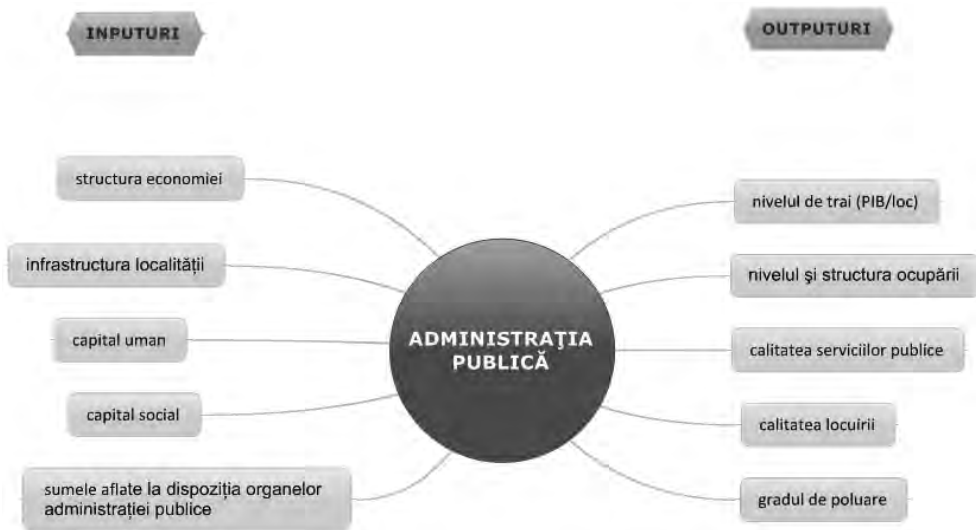 INPUTURI
OUTPUTURI
structura economiei
infrastructura localității
capital uman
capital social
sumele aflate la dispoziția organelor
administrației publice
ADMINISTRAŢIA
PUBLICĂ
nivelul de trai (PIB/loc)
nivelul şi structura ocupării
calitatea serviciilor publice
calitatea locuirii
gradul de poluare